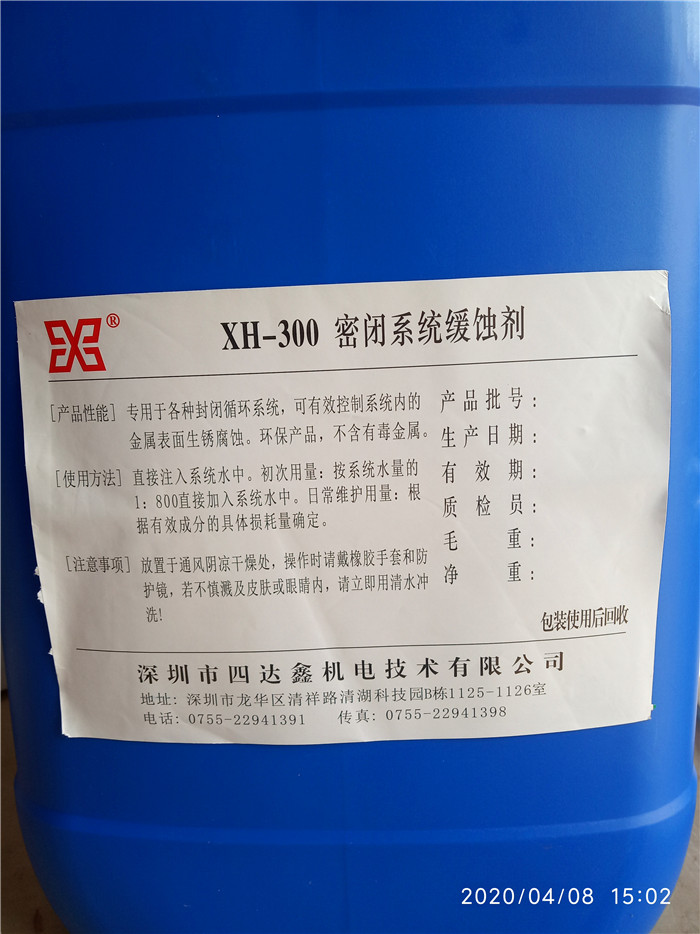 ®
XH-300 密闭系统缓蚀剂
[产品性能] 专用于各种封闭循环系统，可有效控制系统内的
金属表面生锈腐蚀。环保产品，不含有毒金属。
[使用方法] 直接注入系统水中。初次用量：按系统水量的
1：800直接加入系统水中。日常维护用量：根
据有效成分的具体损耗量确定。
[注意事项] 放置于通风阴凉干燥处，操作时请戴橡胶手套和防
护镜，若不慎溅及皮肤或眼睛内，请立即用清水冲
洗!
产品批号：
生产日期：
有效期：
质检员：
毛重：
净重：
包装使用后回收
深圳市四达鑫机电技术有限公司
地址：深圳市龙华区清祥路清湖科技园B栋1125-1126室
电话：0755-22941391 传真：0755-22941398
2020/04/08 15:02